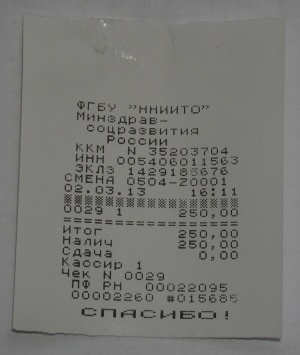 ФГБУ "ННИИТО"
Минздрав-
соцразвития
России
ККМ N 35203704
ИНН 005406011563
ЭКЛЗ 1429185676
СМЕНА 0504-Z0001
02.03.13 16:11
0029 1 250,00
Итог 250,00
Налич 250,00
Сдача 0,00
Кассир 1
Чек N 0029
ПФ РН 00022095
00002260 #015685
СПАСИБО!